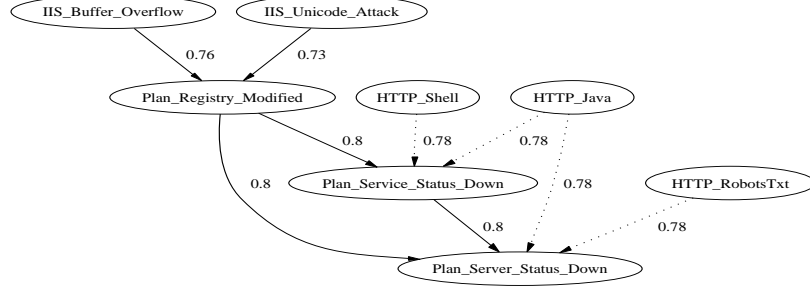 IIS_Buffer_Overflow
IIS_Unicode_Attack
0.76
0.73
Plan_Registry_Modified
HTTP_Shell
HTTP_Java
0.8
0.78
0.78
Plan_Service_Status_Down
HTTP_RobotsTxt
0.8
0.8
0.78
0.78
Plan_Server_Status_Down